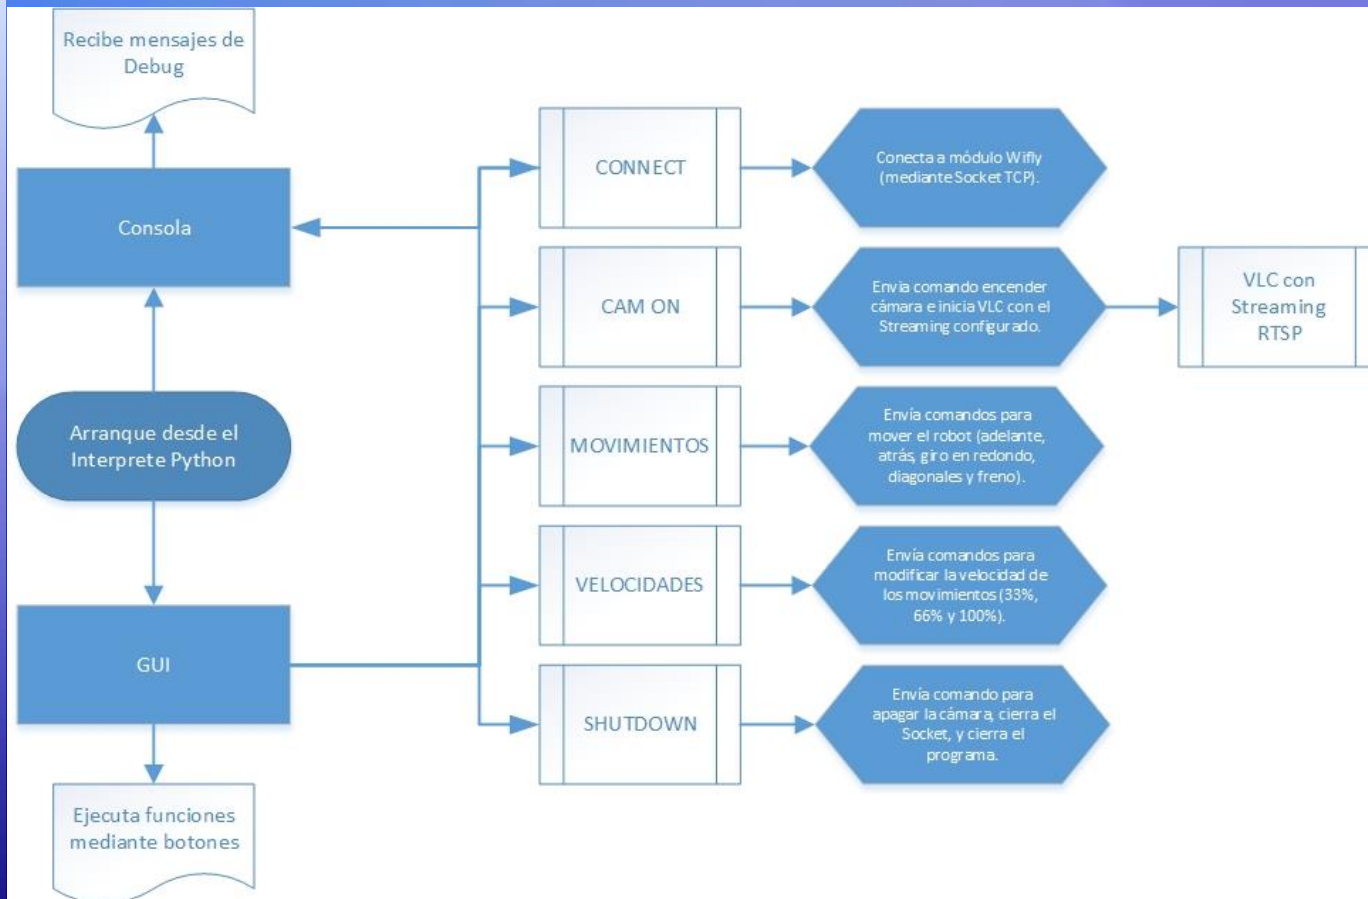 Recibe mensajes de
Debug
Consola
Arranque desde el
Interprete Python
GUI
Ejecuta funciones
mediante botones
CONNECT
Conecta a módulo Wifly
(mediante Socket TCP).
CAM ON
Envia comando encender
cámara e inicia VLC con el
Streaming configurado.
VLC con
Streaming
RTSP
MOVIMIENTOS
Envía comandos para
mover el robot (adelante,
atrás, giro en redondo,
diagonales y freno).
VELOCIDADES
Envía comandos para
modificar la velocidad de
los movimientos (33%,
66% y 100%).
SHUTDOWN
Envía comando para
apagar la cámara, cierra el
Socket, y cierra el
programa.